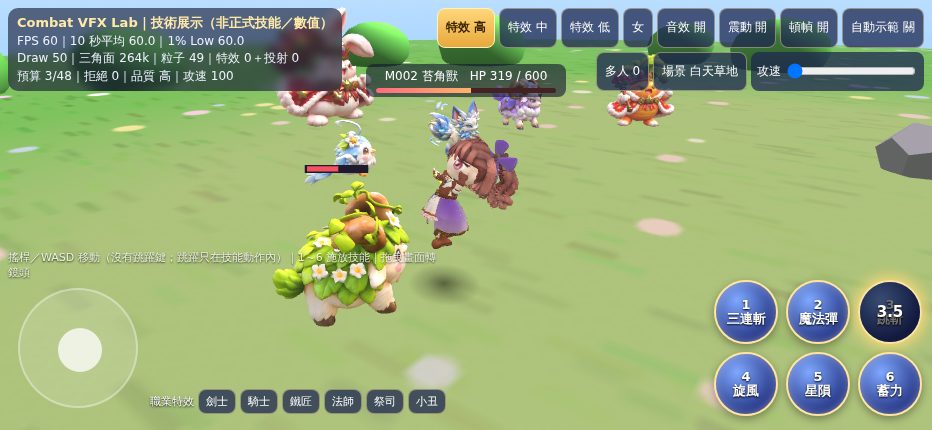 Combat VFX Lab｜技術展示（非正式技能／數值）
FPS 60｜10 秒平均 60.0｜1% Low 60.0
Draw 50｜三角面 264k｜粒子 49｜特效 0＋投射 0
預算 3/48｜拒絕 0｜品質 高｜攻速 100
特效 高
特效 中
特效 低
女
音效 開
震動 開
頓幀 開
自動示範 關
多人 0
場景 白天草地
攻速
M002 苔角獸 HP 319 / 600
搖桿／WASD 移動（沒有跳躍鍵；跳躍只在技能動作內）｜1～6 施放技能｜拖曳畫面轉
鏡頭
1
三連斬
2
魔法彈
3
跳斬
3.5
4
旋風
5
星隕
6
蓄力
職業特效
劍士
騎士
鐵匠
法師
祭司
小丑